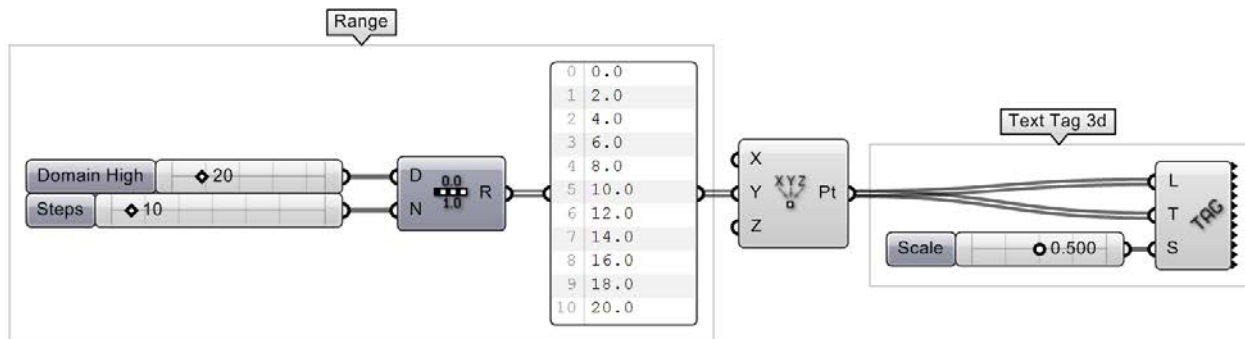 Range
Domain High 20
Steps 10
D
N
0.0
1.0
R
0 0.0
1 2.0
2 4.0
3 6.0
4 8.0
5 10.0
6 12.0
7 14.0
8 16.0
9 18.0
10 20.0
X
Y
Z
XYZ
Pt
Text Tag 3d
L
T
S
TAG
Scale 0.500